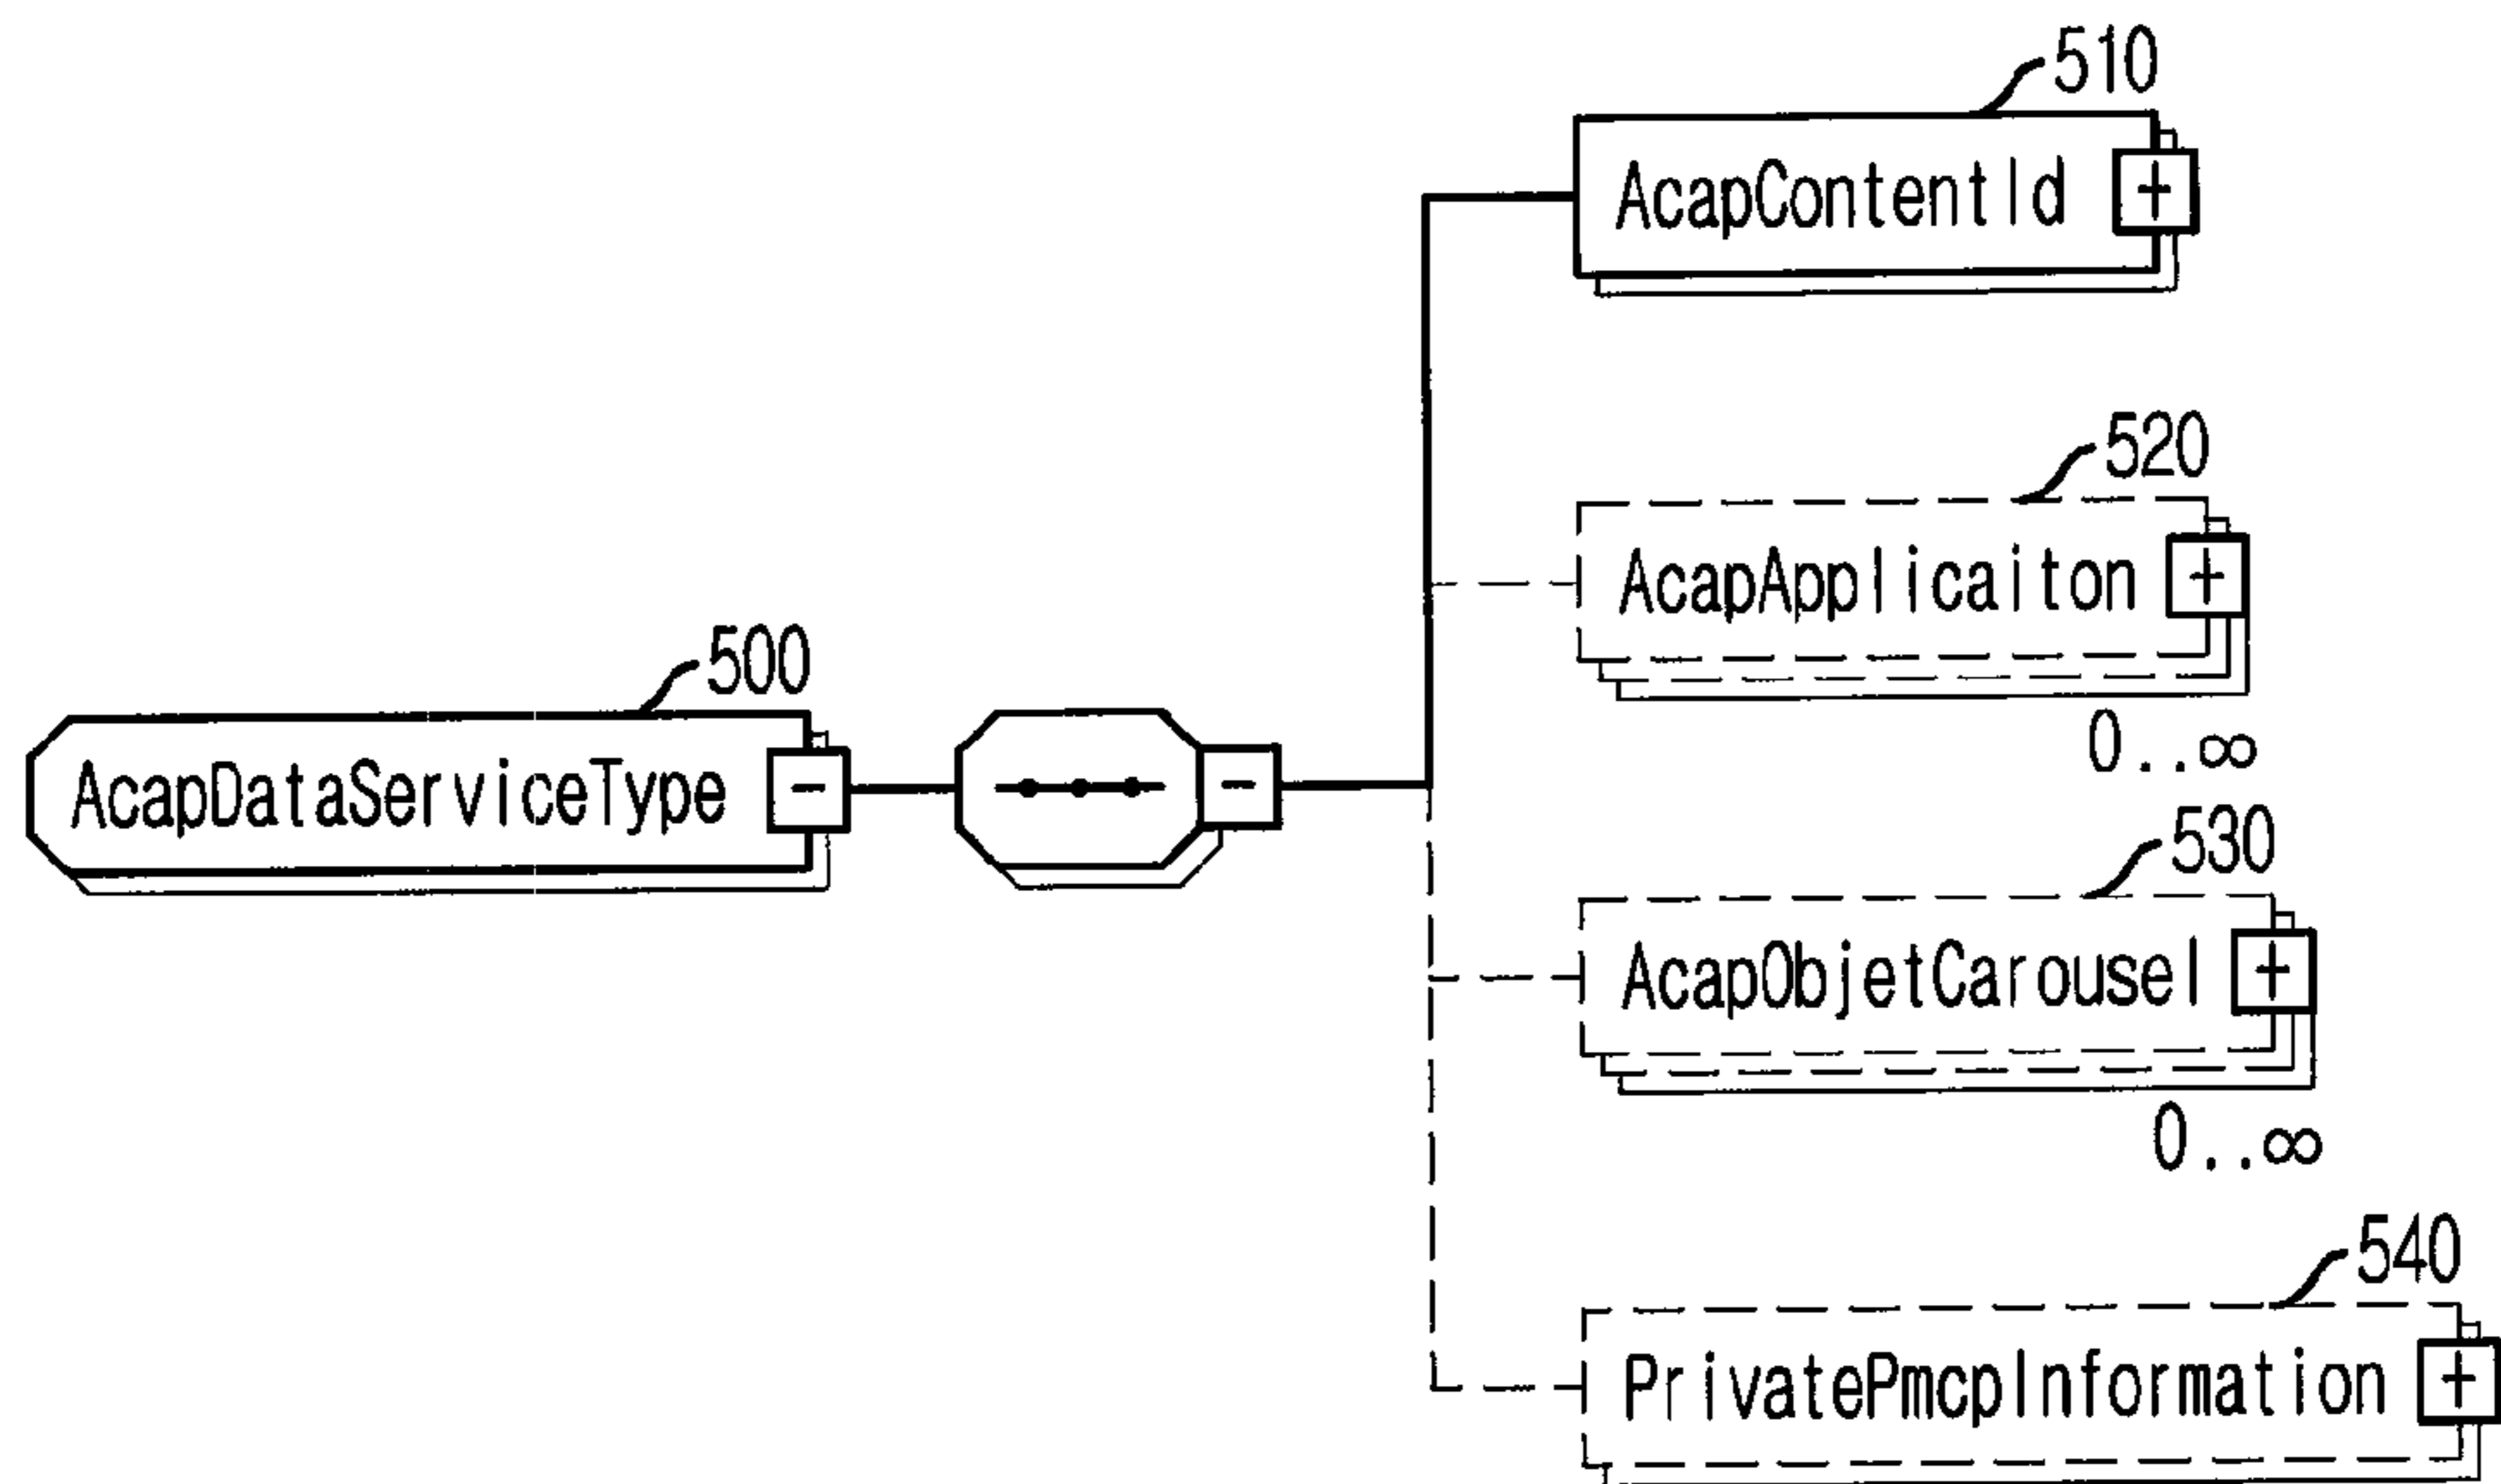 510
AcapContentId
520
AcapApplicaiton
0..∞
500
AcapDataServiceType
530
AcapObjetCarousel
0..∞
540
PrivatePmcpInformation